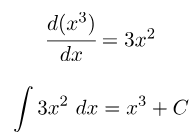 d(x³)/dx = 3x²
∫ 3x² dx = x³ + C